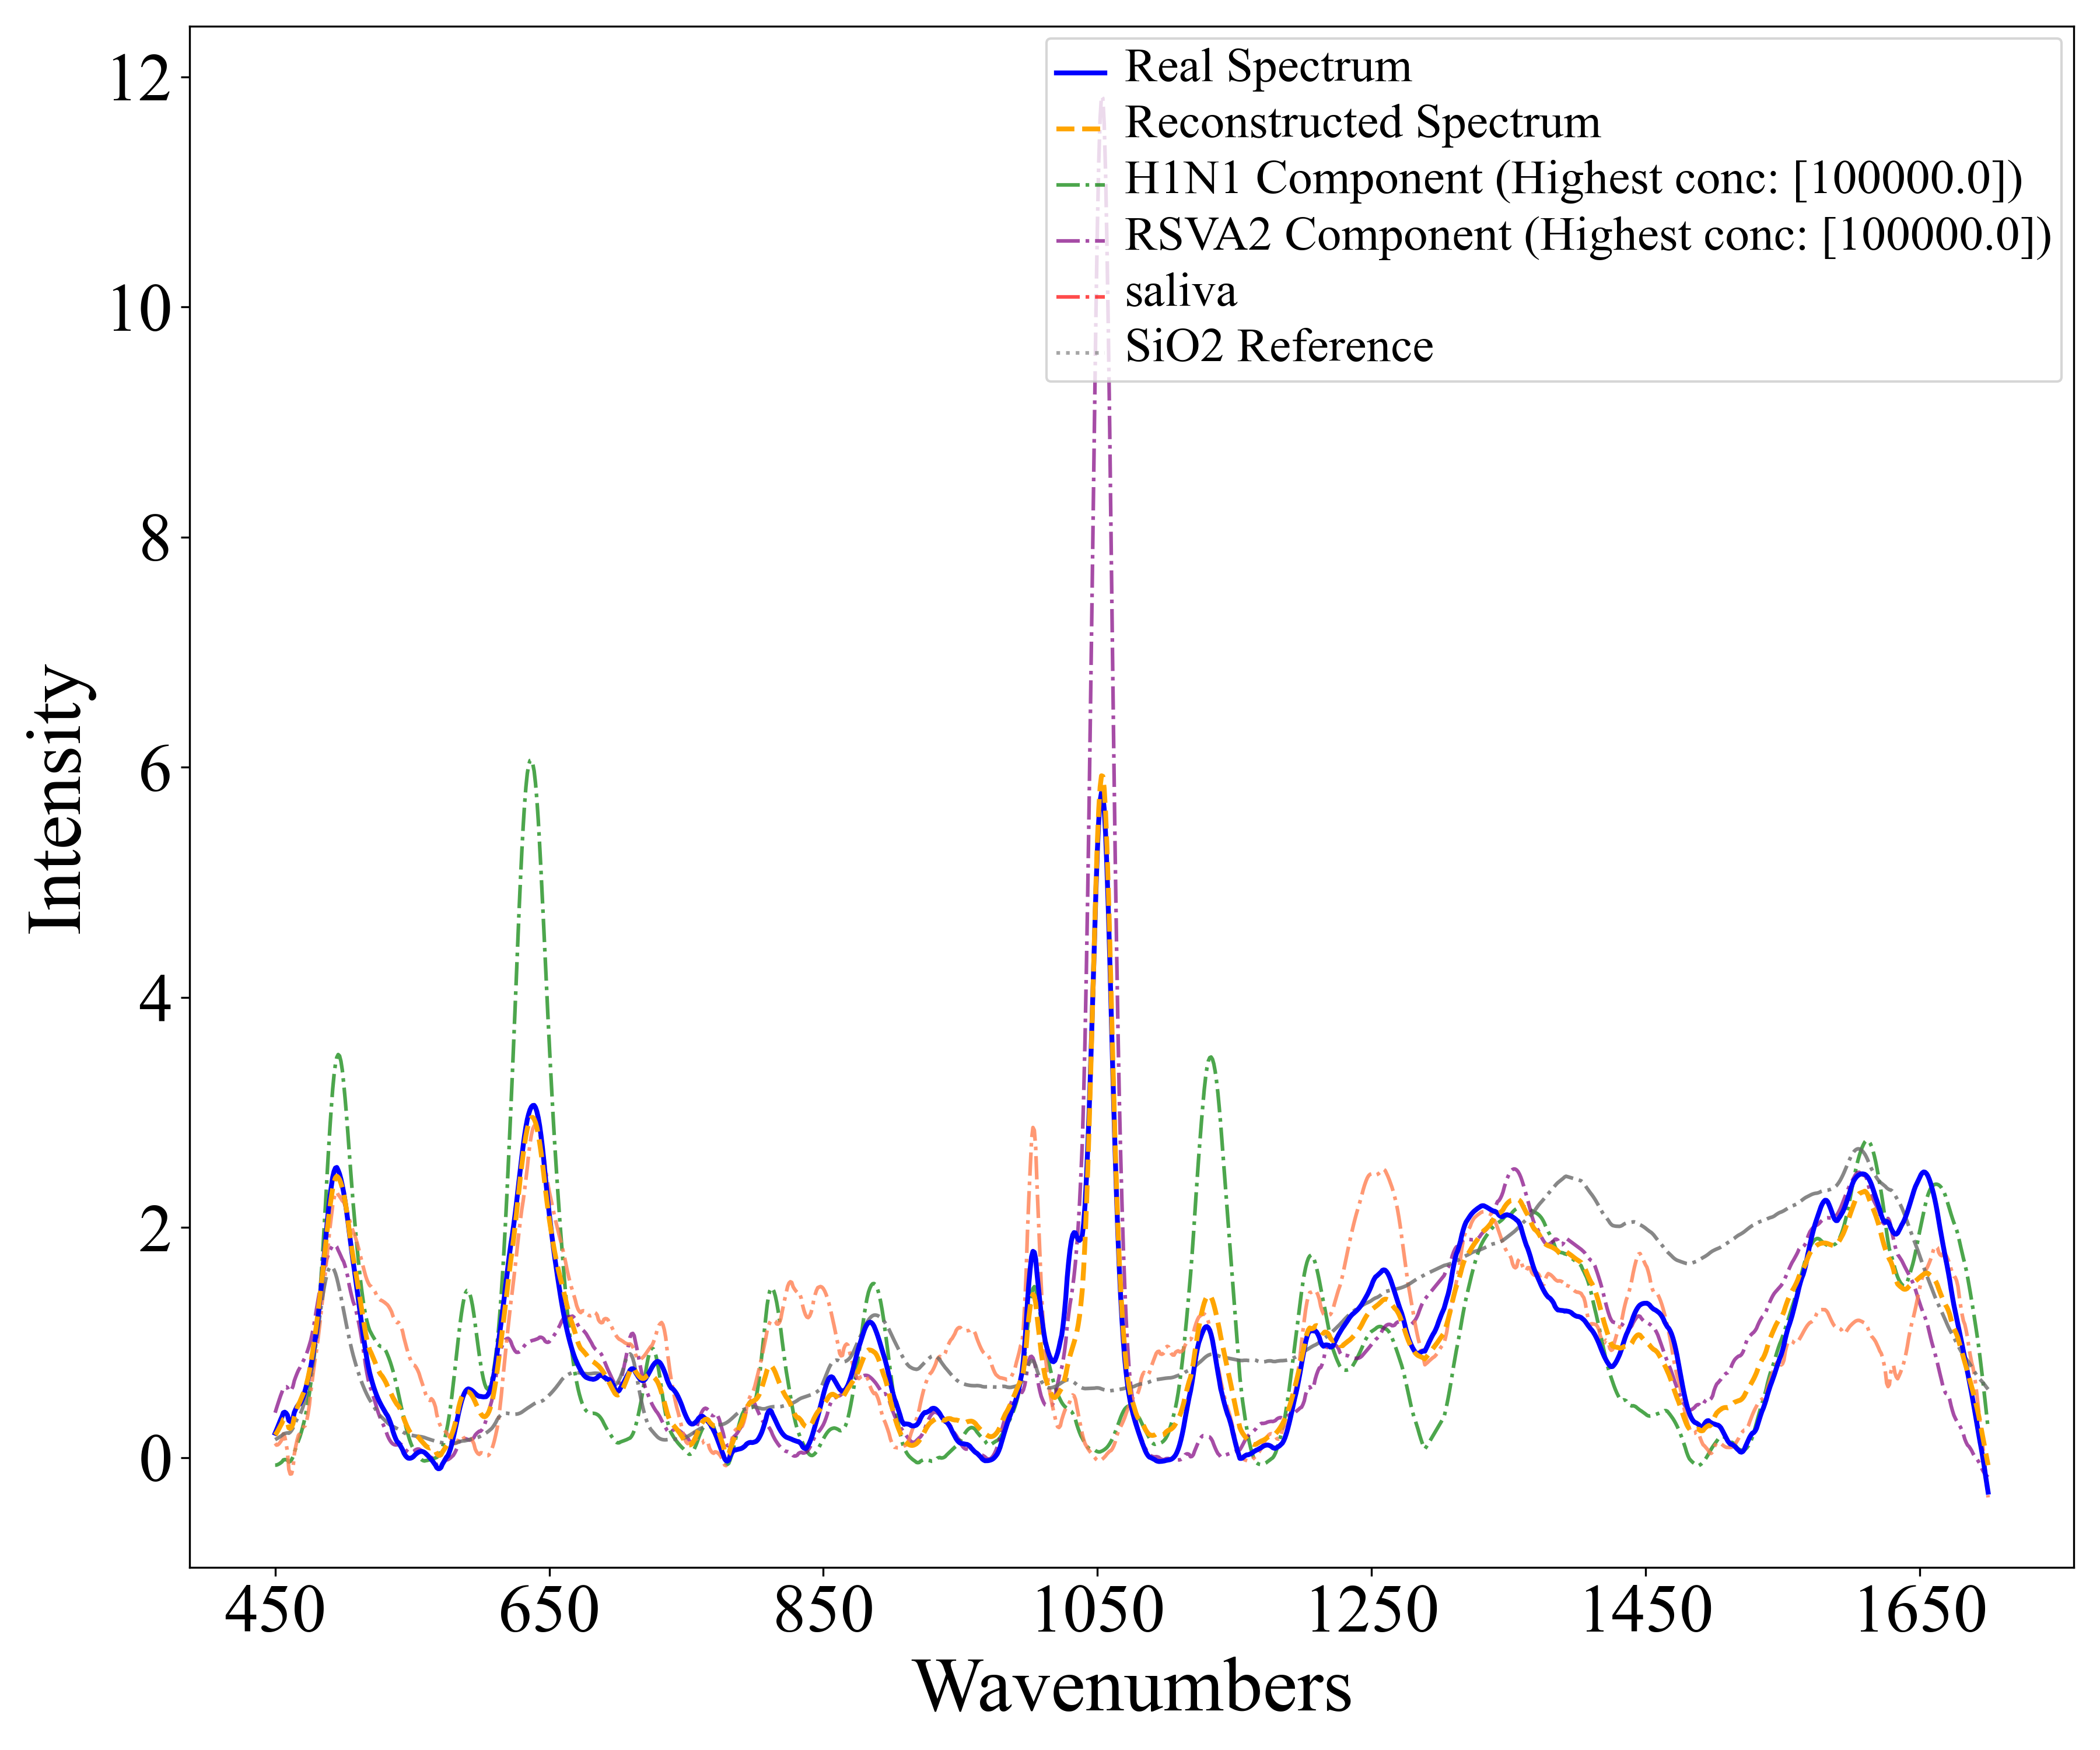 12
10
8
6
4
2
0
Intensity
450 650 850 1050 1250 1450 1650
Wavenumbers
Real Spectrum
Reconstructed Spectrum
H1N1 Component (Highest conc: [100000.0])
RSVA2 Component (Highest conc: [100000.0])
saliva
SiO2 Reference